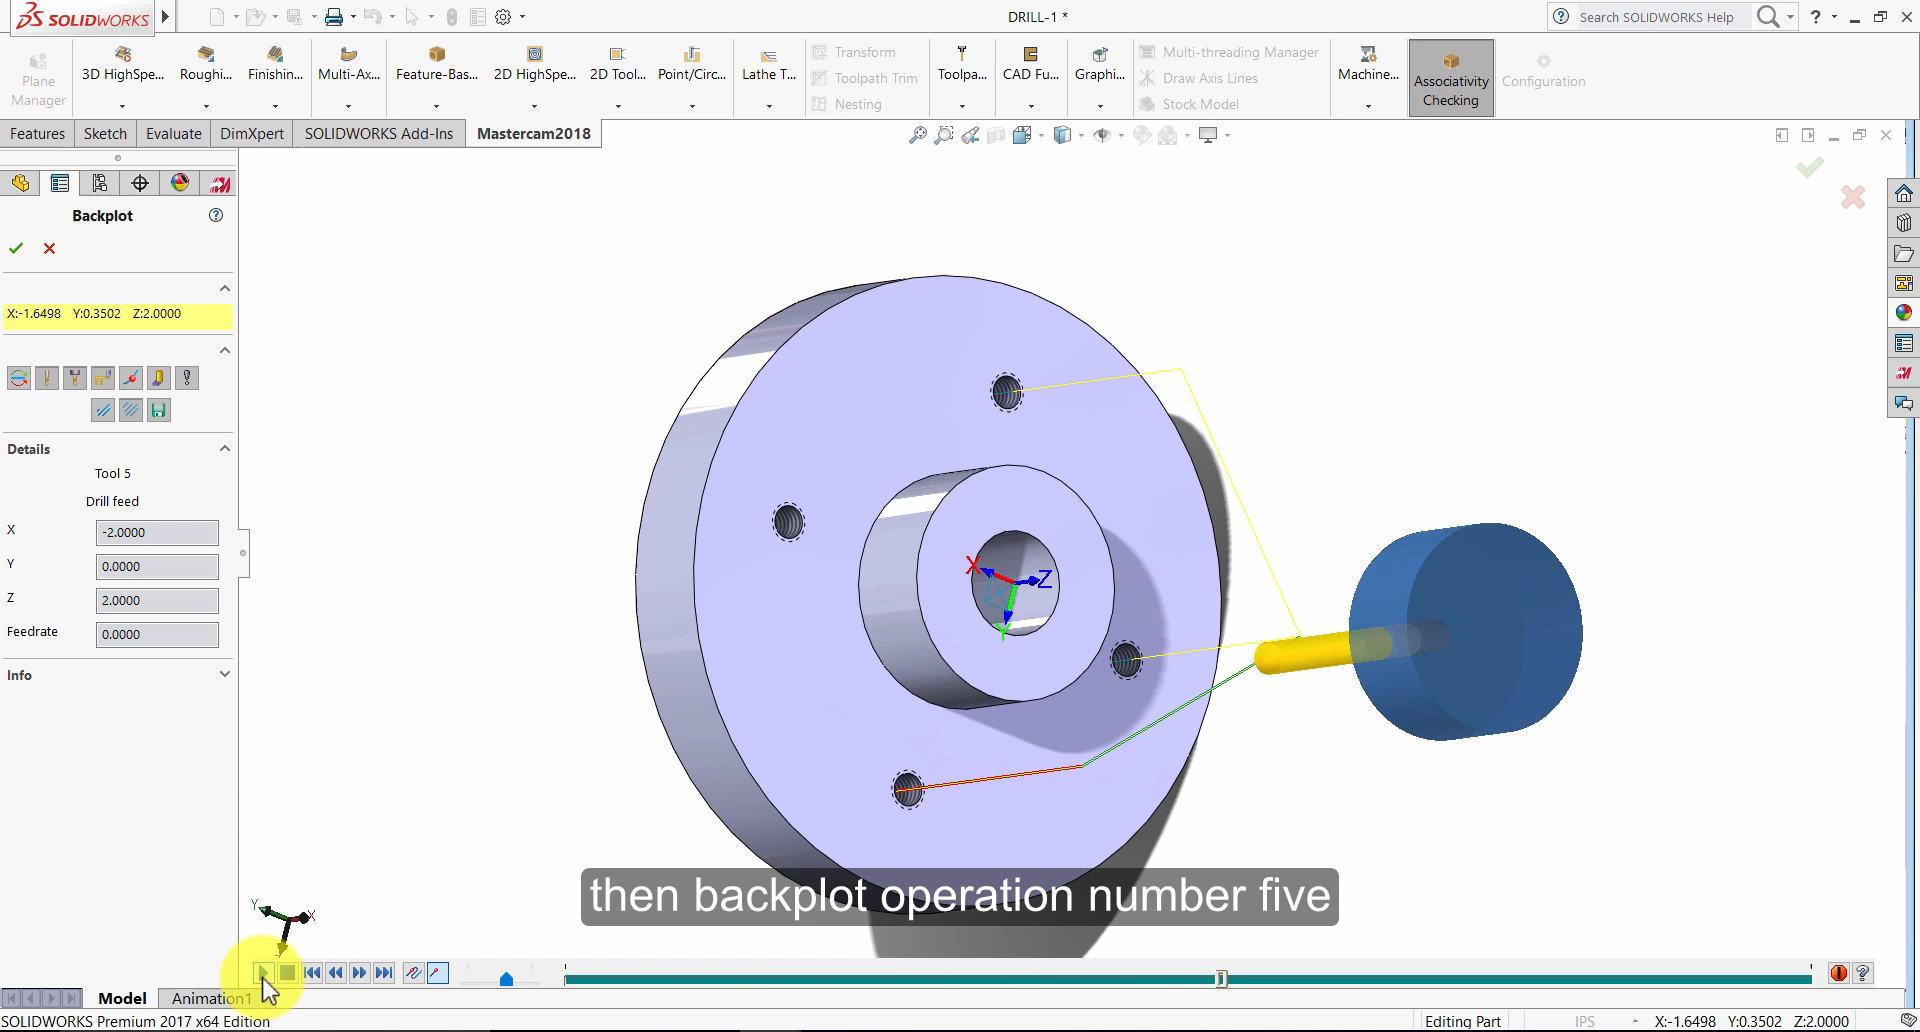 SOLIDWORKS
DRILL-1 *
Search SOLIDWORKS Help
Plane Manager
3D HighSpe...
Roughi...
Finishin...
Multi-Ax...
Feature-Bas...
2D HighSpe...
2D Tool...
Point/Circ...
Lathe T...
Transform
Toolpath Trim
Nesting
Toolpa...
CAD Fu...
Graphi...
Multi-threading Manager
Draw Axis Lines
Stock Model
Machine...
Associativity Checking
Configuration
Features
Sketch
Evaluate
DimXpert
SOLIDWORKS Add-Ins
Mastercam2018
Backplot
X:-1.6498 Y:0.3502 Z:2.0000
Details
Tool 5
Drill feed
X -2.0000
Y 0.0000
Z 2.0000
Feedrate 0.0000
Info
X
Z
Y
then backplot operation number five
Y
X
Model
Animation1
SOLIDWORKS Premium 2017 x64 Edition
Editing Part
IPS
X:-1.6498 Y:0.3502 Z:2.0000